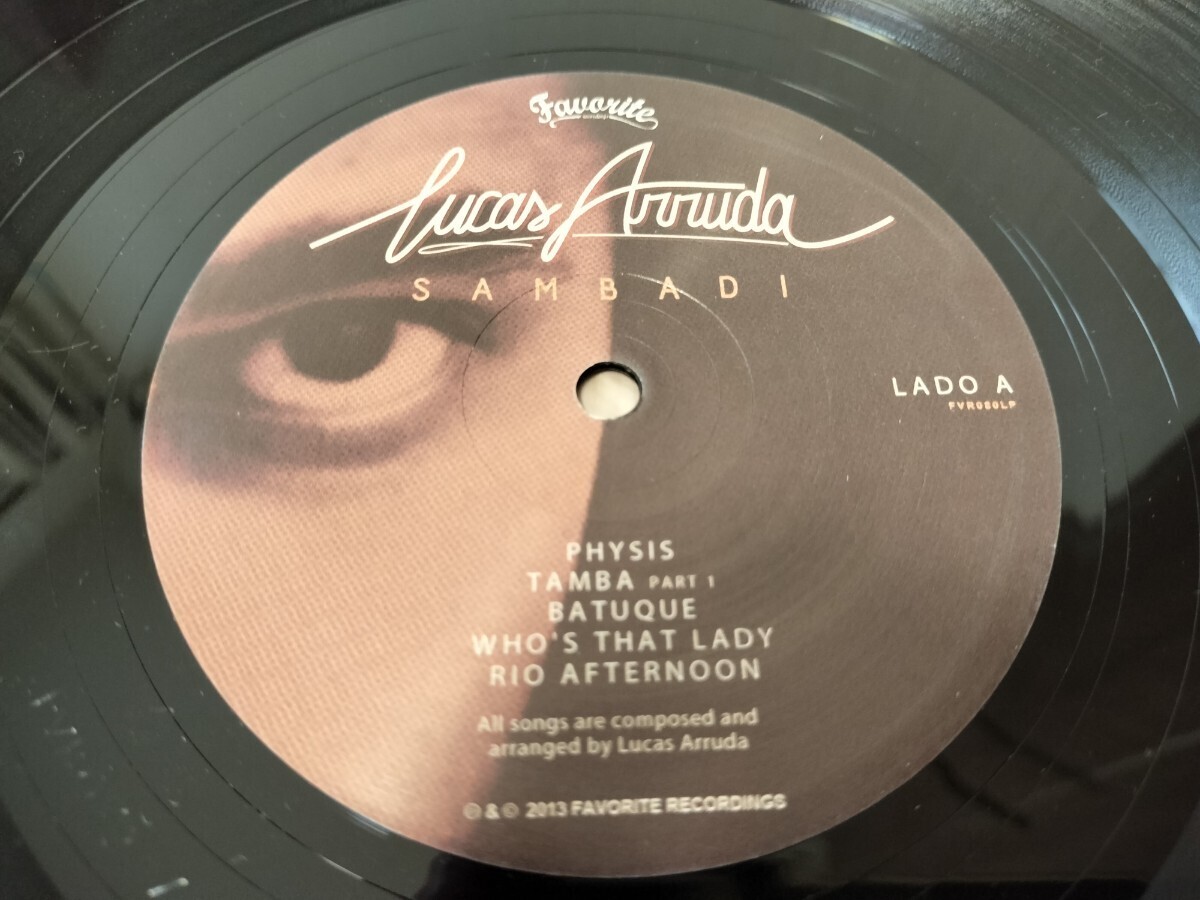 Favorite
Lucas Arruda
SAMBADI
LADO A
FVR080LP
PHYSIS
TAMBA PART 1
BATUQUE
WHO'S THAT LADY
RIO AFTERNOON
All songs are composed and
arranged by Lucas Arruda
℗ & © 2013 FAVORITE RECORDINGS